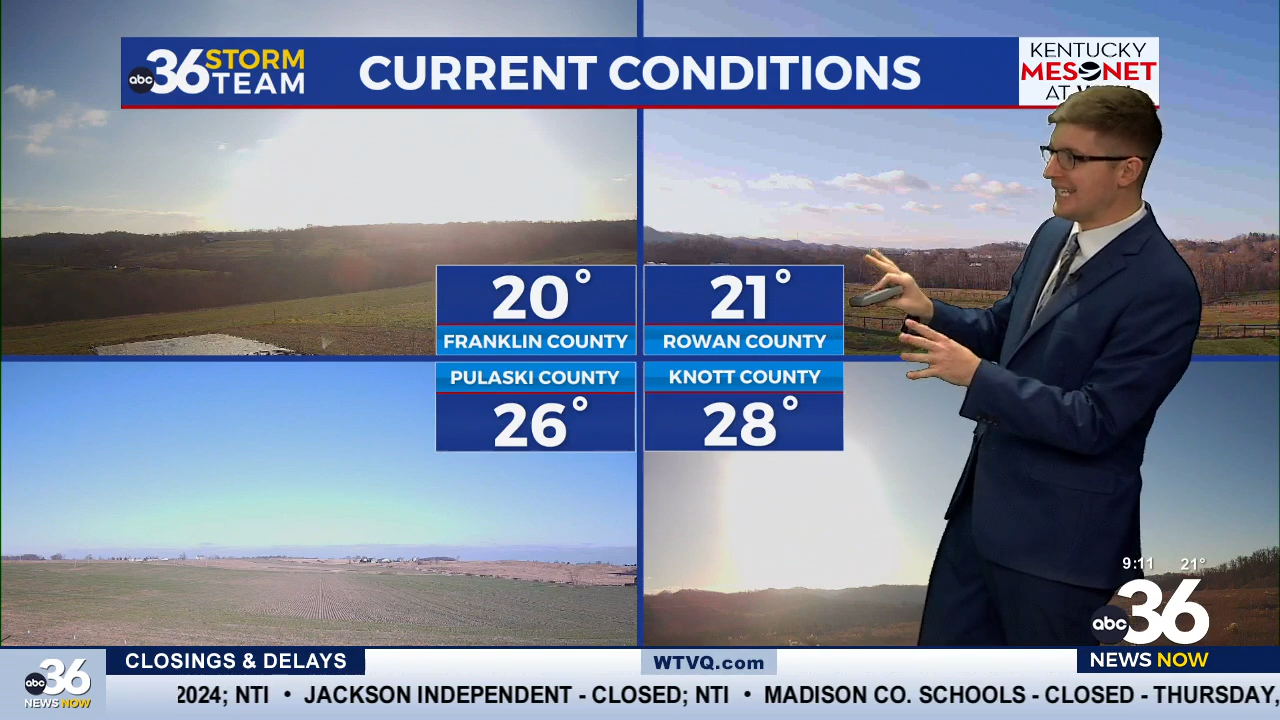 abc 36 STORM TEAM
CURRENT CONDITIONS
KENTUCKY
MESONET
AT
20°
FRANKLIN COUNTY
21°
ROWAN COUNTY
PULASKI COUNTY
26°
KNOTT COUNTY
28°
9:11 21°
abc 36
NEWS NOW
CLOSINGS & DELAYS
WTVQ.com
abc 36
NEWS NOW
2024; NTI • JACKSON INDEPENDENT - CLOSED; NTI • MADISON CO. SCHOOLS - CLOSED - THURSDAY,